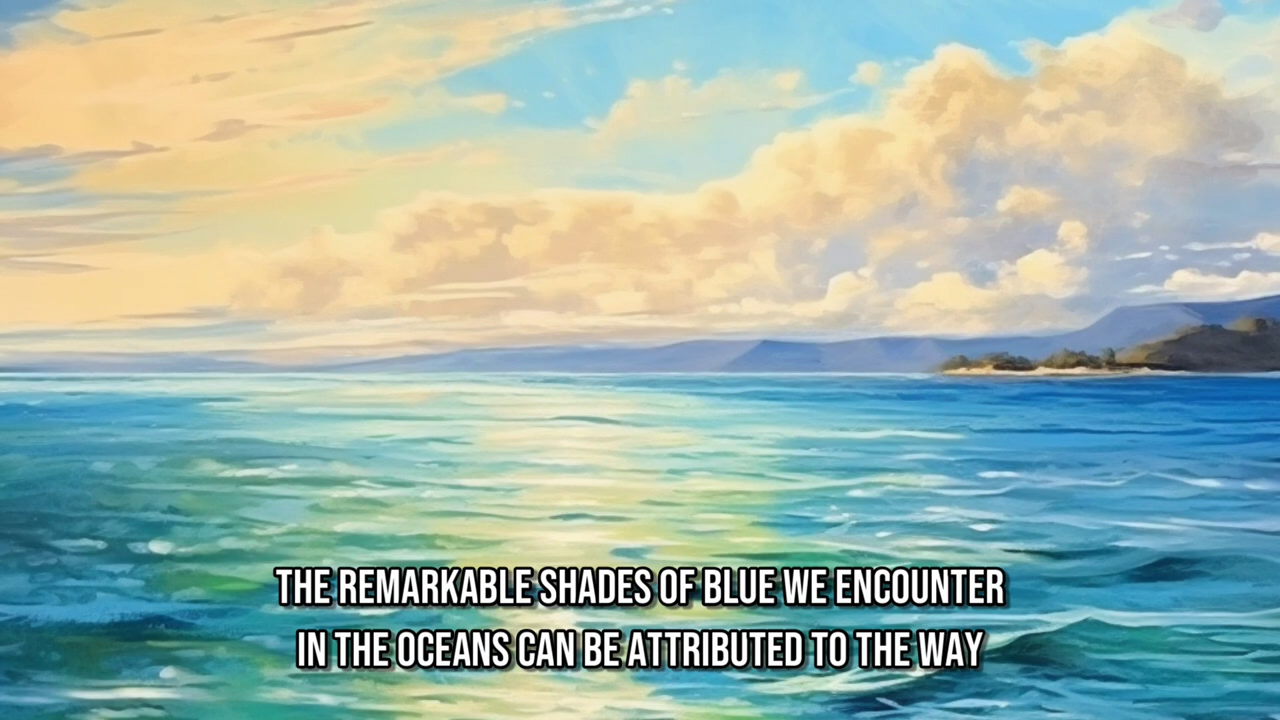 THE REMARKABLE SHADES OF BLUE WE ENCOUNTER
IN THE OCEANS CAN BE ATTRIBUTED TO THE WAY